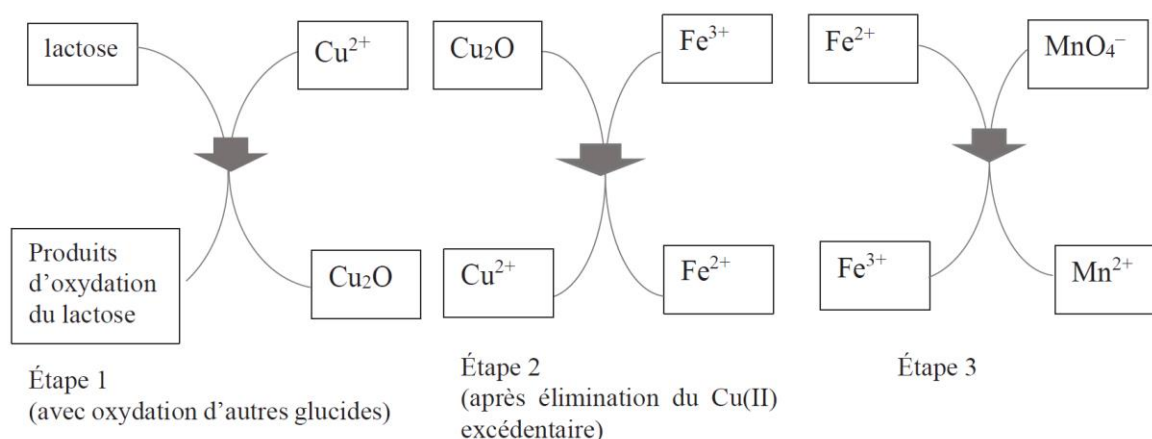 lactose
Cu²⁺
Cu₂O
Fe³⁺
Fe²⁺
MnO₄⁻
Produits
d’oxydation
du lactose
Cu₂O
Cu²⁺
Fe²⁺
Fe³⁺
Mn²⁺
Étape 1
(avec oxydation d’autres glucides)
Étape 2
(après élimination du Cu(II)
excédentaire)
Étape 3